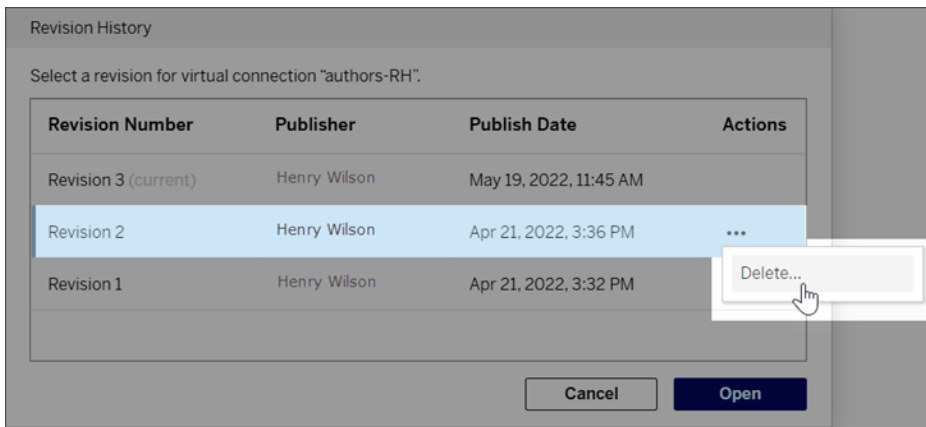 Revision History
Select a revision for virtual connection “authors-RH”.
Revision Number Publisher Publish Date Actions
Revision 3 (current) Henry Wilson May 19, 2022, 11:45 AM
Revision 2 Henry Wilson Apr 21, 2022, 3:36 PM •••
Delete...
Revision 1 Henry Wilson Apr 21, 2022, 3:32 PM
Cancel Open